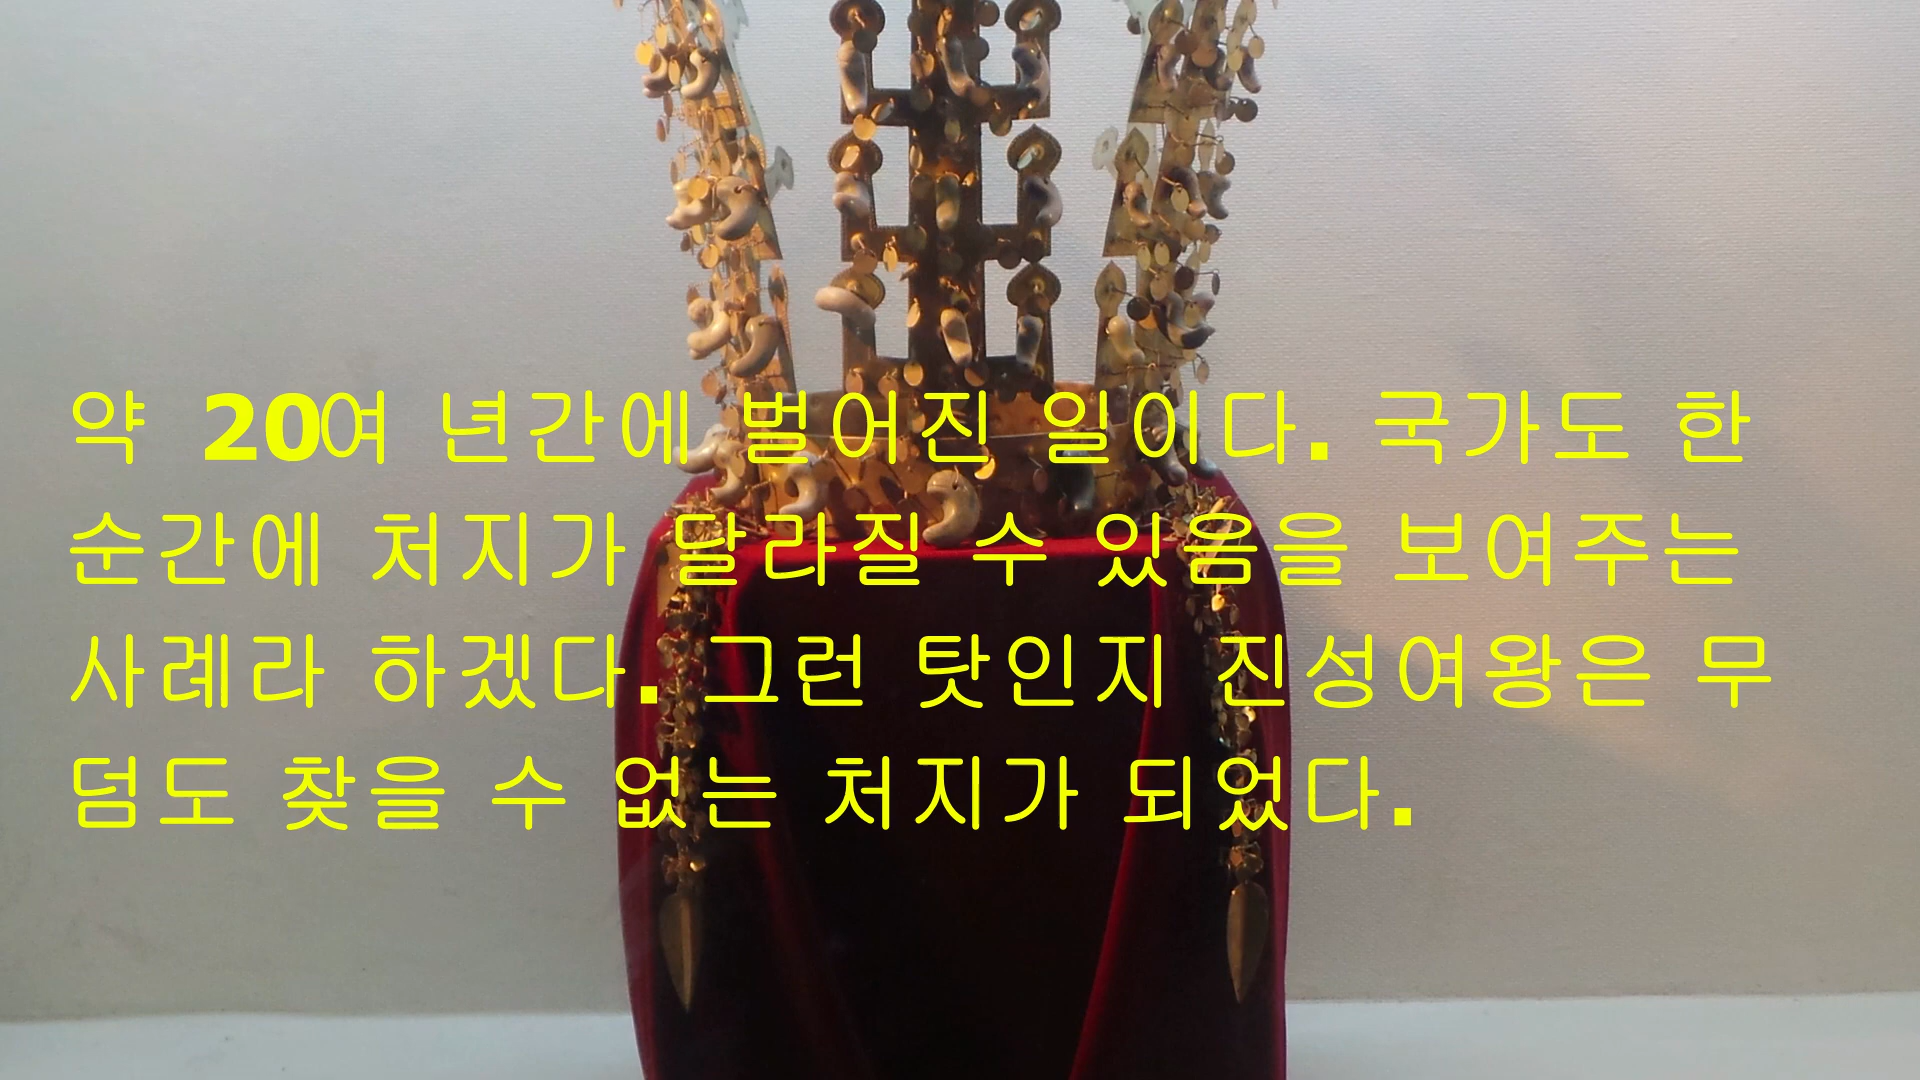 약 20여 년간에 벌어진 일이다. 국가도 한
순간에 처지가 달라질 수 있음을 보여주는
사례라 하겠다. 그런 탓인지 진성여왕은 무
덤도 찾을 수 없는 처지가 되었다.